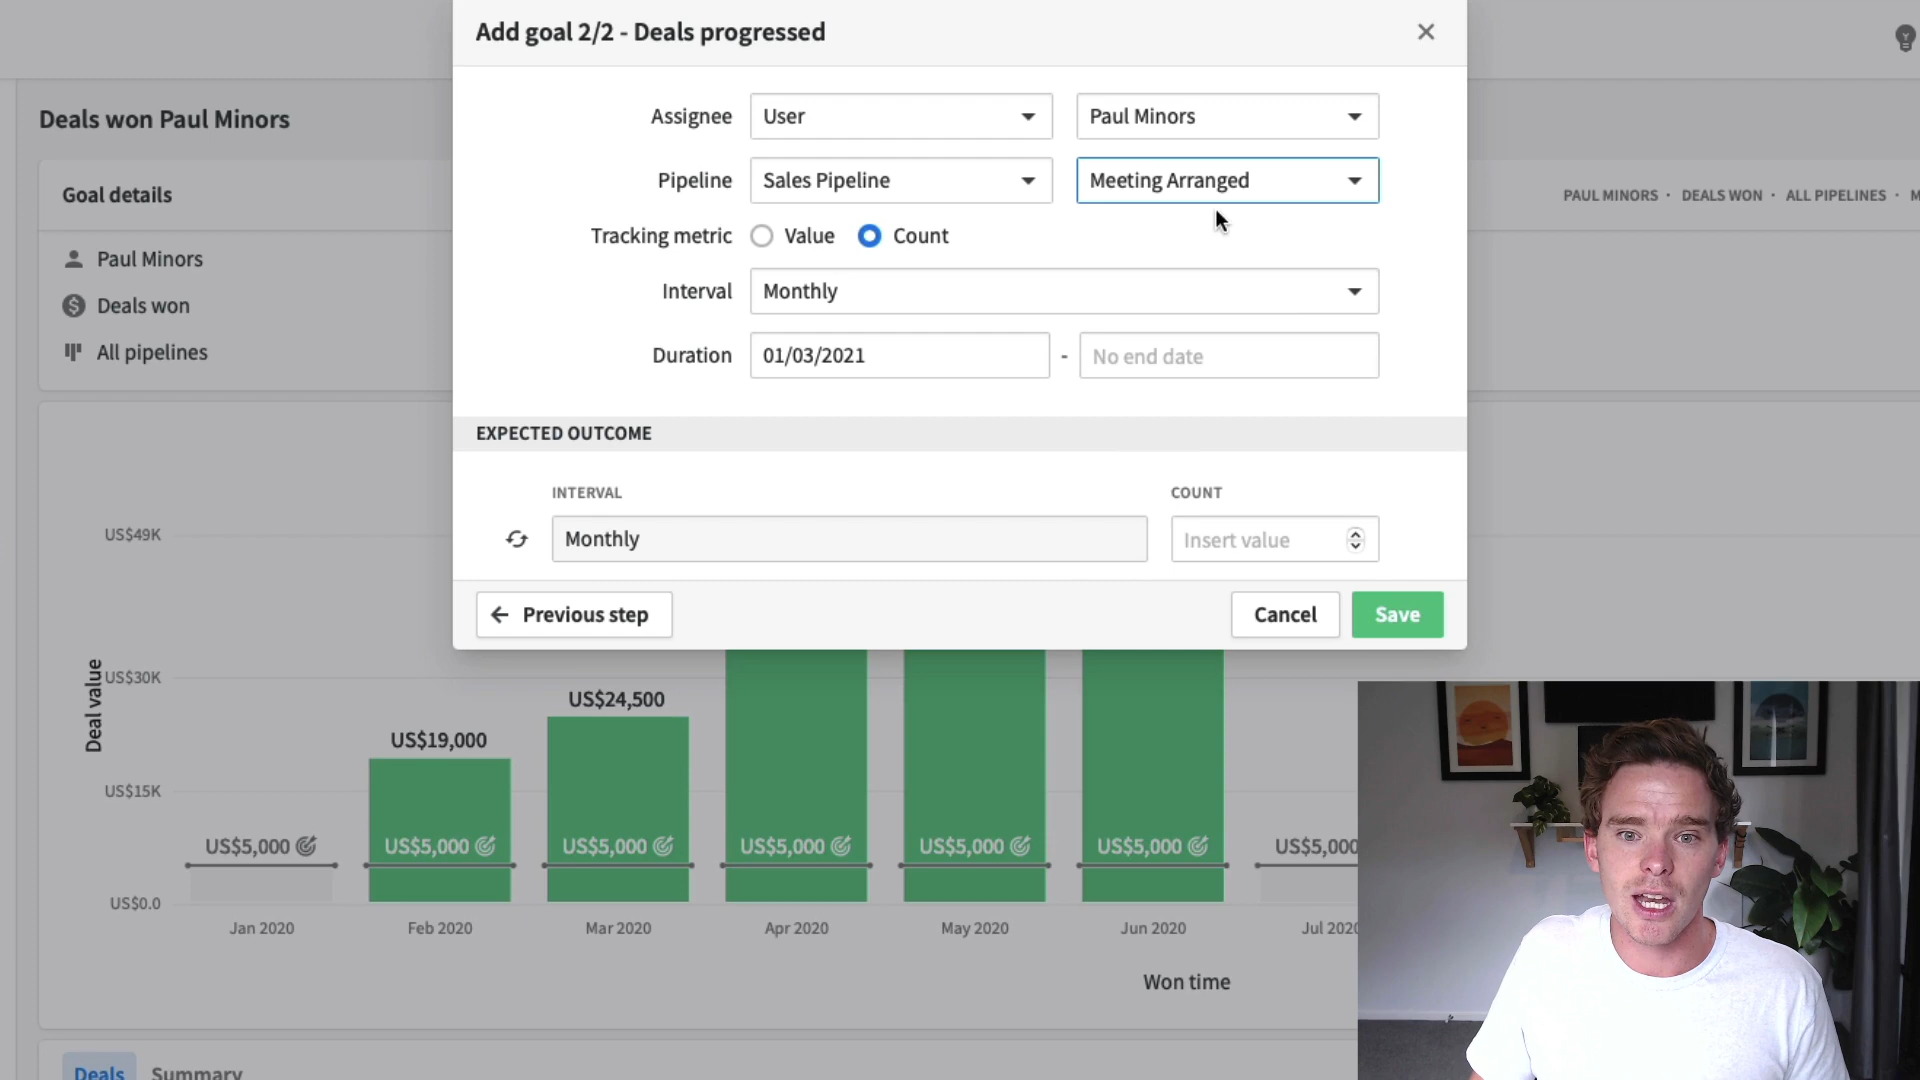 Add goal 2/2 - Deals progressed
Assignee User Paul Minors
Pipeline Sales Pipeline Meeting Arranged
Tracking metric Value Count
Interval Monthly
Duration 01/03/2021 - No end date
EXPECTED OUTCOME
INTERVAL COUNT
Monthly Insert value
Previous step Cancel Save
Deals won Paul Minors
Goal details
PAUL MINORS · DEALS WON · ALL PIPELINES · M
Paul Minors
Deals won
All pipelines
Deal value
US$49K
US$30K
US$15K
US$0.0
US$24,500
US$19,000
US$5,000 US$5,000 US$5,000 US$5,000 US$5,000 US$5,000 US$5,000
Jan 2020 Feb 2020 Mar 2020 Apr 2020 May 2020 Jun 2020 Jul 2020
Won time
Deals Summary